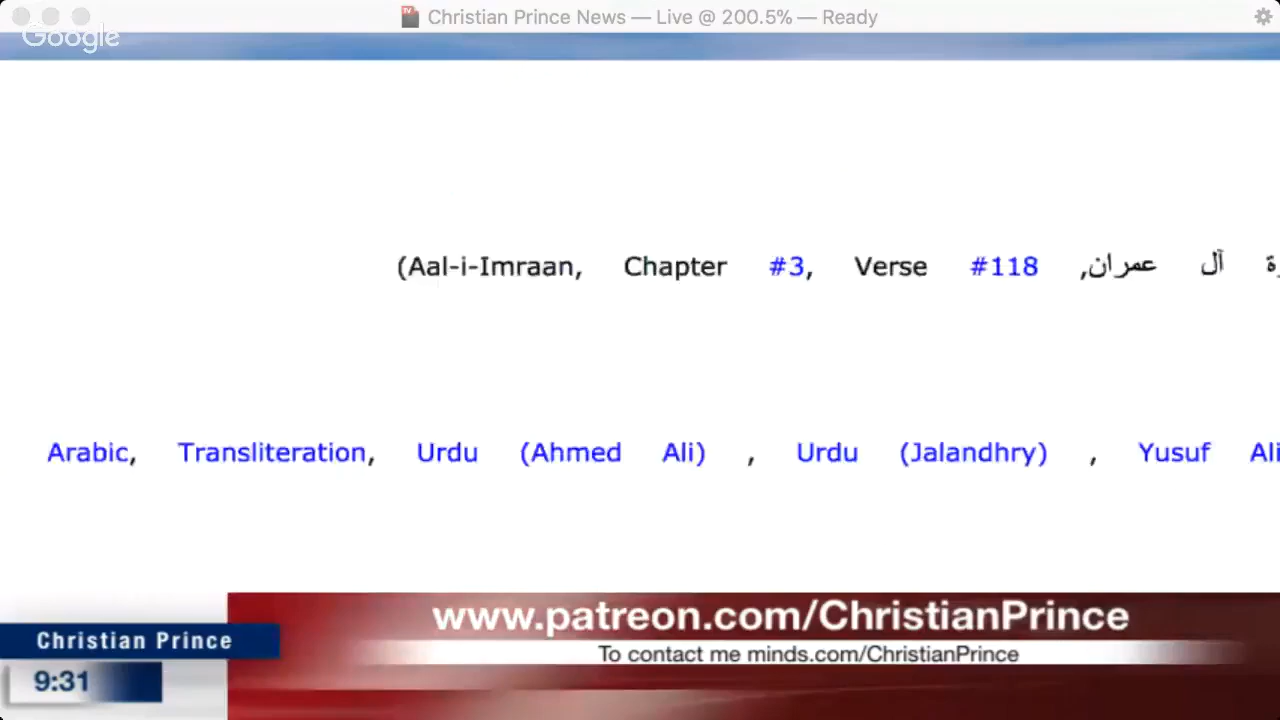 Christian Prince News — Live @ 200.5% — Ready
Google
(Aal-i-Imraan, Chapter #3, Verse #118 آل عمران,
Arabic, Transliteration, Urdu (Ahmed Ali) , Urdu (Jalandhry) , Yusuf Ali
www.patreon.com/ChristianPrince
To contact me minds.com/ChristianPrince
Christian Prince
9:31